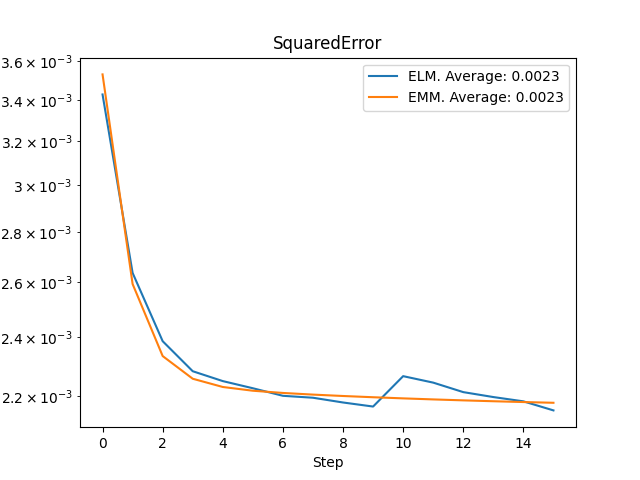 SquaredError
3.6 × 10⁻³
3.4 × 10⁻³
3.2 × 10⁻³
3 × 10⁻³
2.8 × 10⁻³
2.6 × 10⁻³
2.4 × 10⁻³
2.2 × 10⁻³
ELM. Average: 0.0023
EMM. Average: 0.0023
0 2 4 6 8 10 12 14
Step